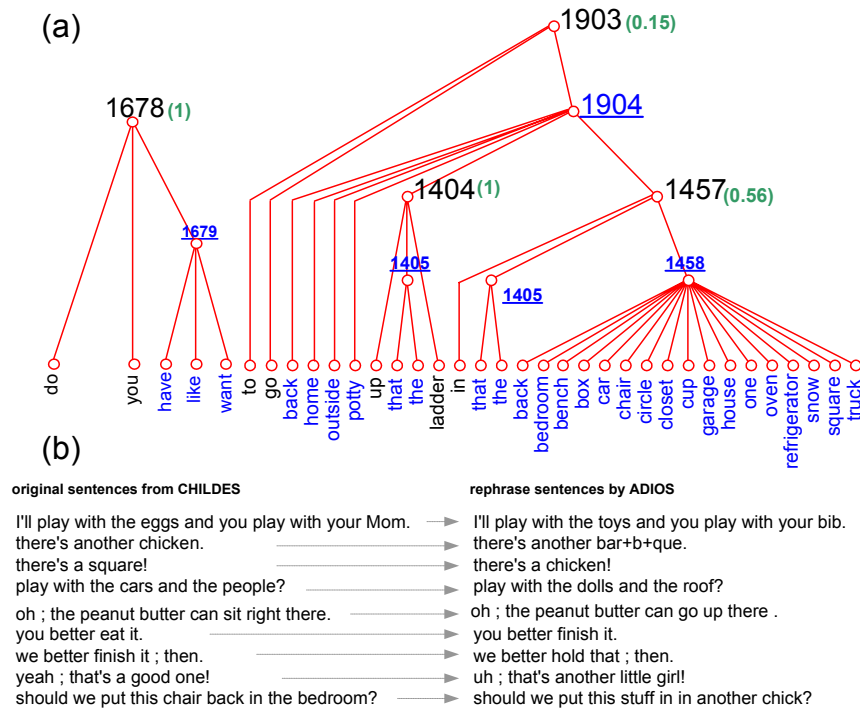 (a)
1903 (0.15)
1678 (1)
1904
1404 (1)
1457 (0.56)
1679
1405
1405
1458
do
you
have
like
want
to
go
back
home
outside
potty
up
that
the
ladder
in
that
the
back
bedroom
bench
box
car
chair
circle
closet
cup
garage
house
one
oven
refrigerator
snow
square
truck
(b)
original sentences from CHILDES
rephrase sentences by ADIOS
I'll play with the eggs and you play with your Mom.
I'll play with the toys and you play with your bib.
there's another chicken.
there's another bar+b+que.
there's a square!
there's a chicken!
play with the cars and the people?
play with the dolls and the roof?
oh ; the peanut butter can sit right there.
oh ; the peanut butter can go up there .
you better eat it.
you better finish it.
we better finish it ; then.
we better hold that ; then.
yeah ; that's a good one!
uh ; that's another little girl!
should we put this chair back in the bedroom?
should we put this stuff in in another chick?